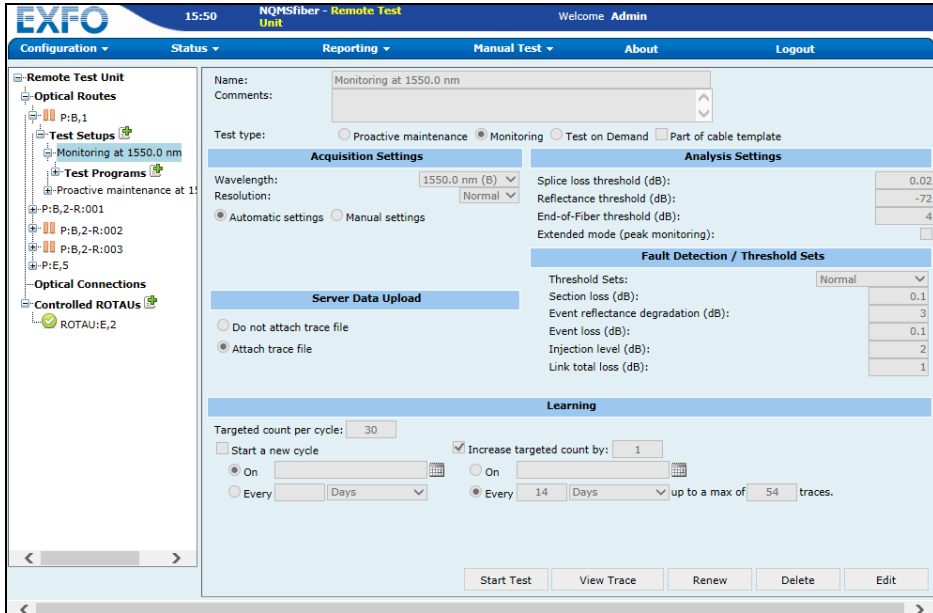 EXFO
15:50
NQMSfiber - Remote Test Unit
Welcome Admin
Configuration
Status
Reporting
Manual Test
About
Logout
Remote Test Unit
Optical Routes
P:B,1
Test Setups
Monitoring at 1550.0 nm
Test Programs
Proactive maintenance at
P:B,2-R:001
P:B,2-R:002
P:B,2-R:003
P:E,5
Optical Connections
Controlled ROTAUs
ROTAU:E,2
Name: Monitoring at 1550.0 nm
Comments:
Test type: Proactive maintenance Monitoring Test on Demand Part of cable template
Acquisition Settings
Wavelength: 1550.0 nm (B)
Resolution: Normal
Automatic settings Manual settings
Server Data Upload
Do not attach trace file
Attach trace file
Analysis Settings
Splice loss threshold (dB): 0.02
Reflectance threshold (dB): -72
End-of-Fiber threshold (dB): 4
Extended mode (peak monitoring):
Fault Detection / Threshold Sets
Threshold Sets: Normal
Section loss (dB): 0.1
Event reflectance degradation (dB): 3
Event loss (dB): 0.1
Injection level (dB): 2
Link total loss (dB): 1
Learning
Targeted count per cycle: 30
Start a new cycle
On
Every Days
Increase targeted count by: 1
On
Every 14 Days up to a max of 54 traces.
Start Test View Trace Renew Delete Edit